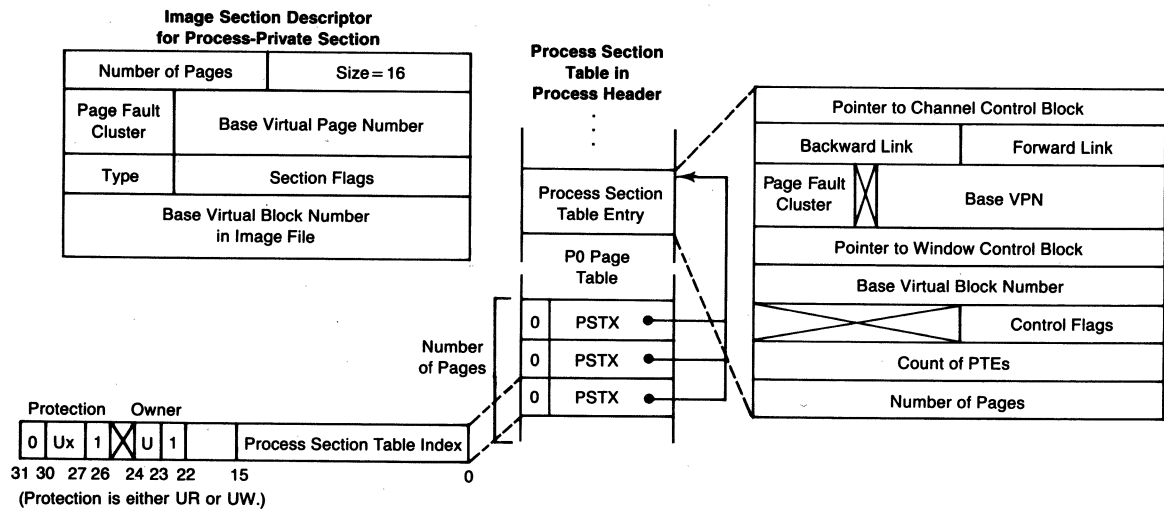 Image Section Descriptor
for Process-Private Section
Number of Pages
Size = 16
Page Fault
Cluster
Base Virtual Page Number
Type
Section Flags
Base Virtual Block Number
in Image File
Process Section
Table in
Process Header
Process Section
Table Entry
P0 Page
Table
0 PSTX
0 PSTX
0 PSTX
Number
of Pages
Pointer to Channel Control Block
Backward Link
Forward Link
Page Fault
Cluster
Base VPN
Pointer to Window Control Block
Base Virtual Block Number
Control Flags
Count of PTEs
Number of Pages
Protection Owner
0 Ux 1 U 1 Process Section Table Index
31 30 27 26 24 23 22 15 0
(Protection is either UR or UW.)